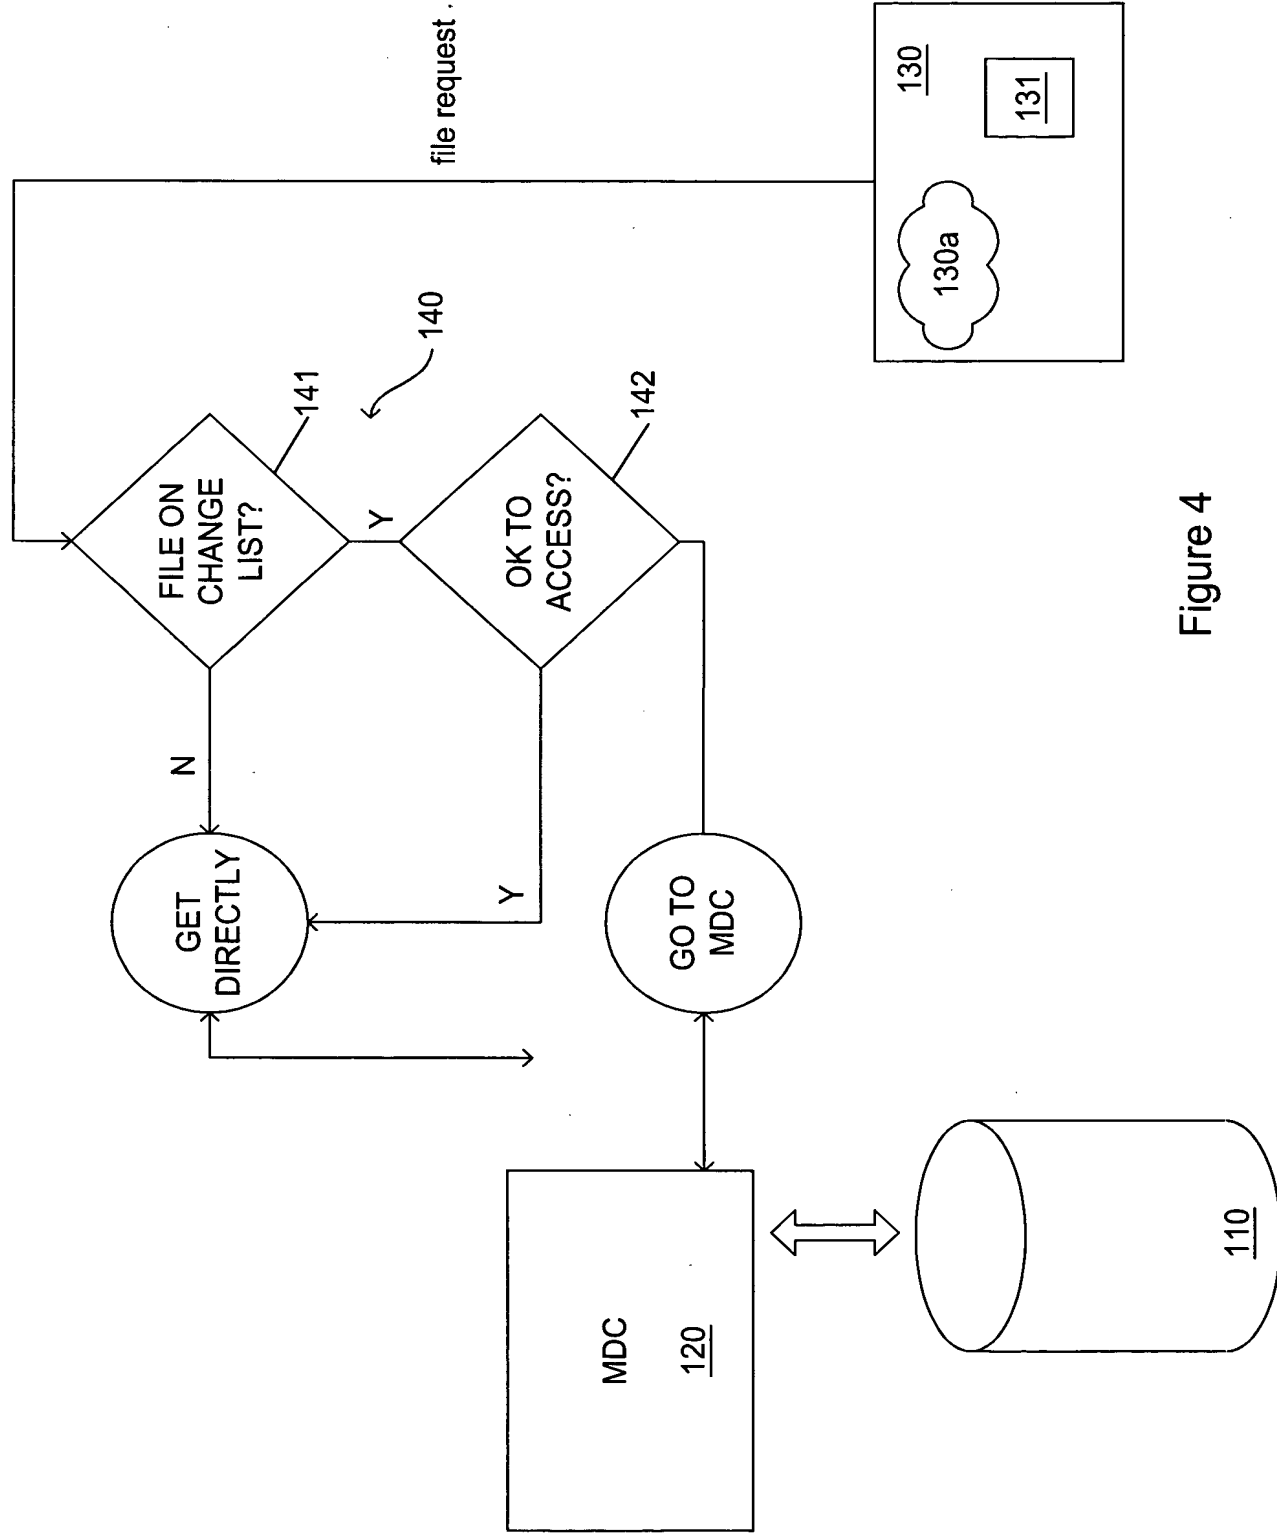 file request
130
131
130a
140
FILE ON
CHANGE
LIST?
141
Y
OK TO
ACCESS?
142
N
Y
GET
DIRECTLY
GO TO
MDC
MDC
120
110
Figure 4